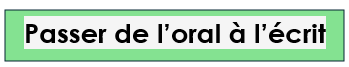 Passer de l’oral à l’écrit